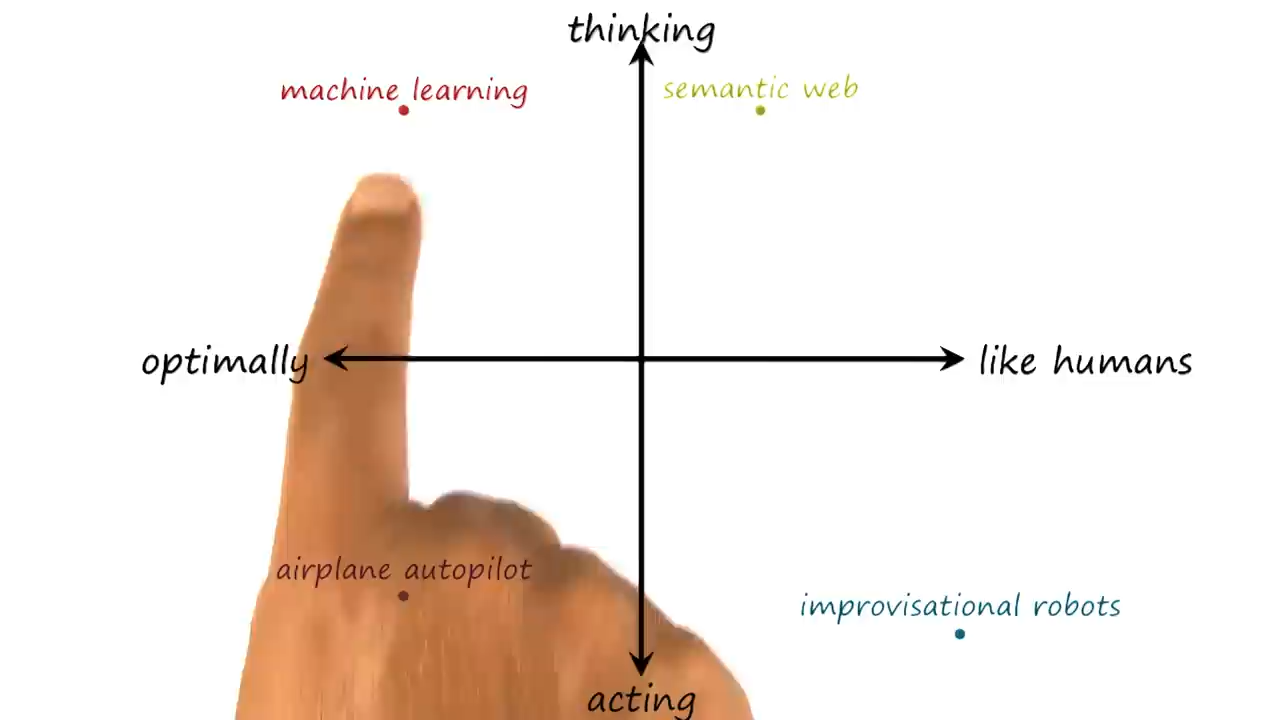 thinking
machine learning
semantic web
optimally
like humans
airplane autopilot
improvisational robots
acting